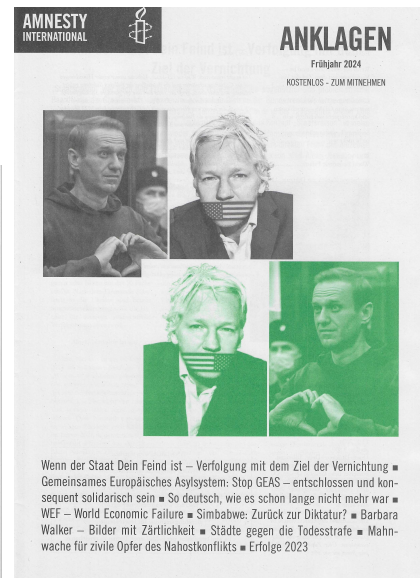 AMNESTY
INTERNATIONAL
ANKLAGEN
Frühjahr 2024
KOSTENLOS - ZUM MITNEHMEN
Wenn der Staat Dein Feind ist – Verfolgung mit dem Ziel der Vernichtung ■
Gemeinsames Europäisches Asylsystem: Stop GEAS – entschlossen und kon-
sequent solidarisch sein ■ So deutsch, wie es schon lange nicht mehr war ■
WEF – World Economic Failure ■ Simbabwe: Zurück zur Diktatur? ■ Barbara
Walker – Bilder mit Zärtlichkeit ■ Städte gegen die Todesstrafe ■ Mahn-
wache für zivile Opfer des Nahostkonflikts ■ Erfolge 2023